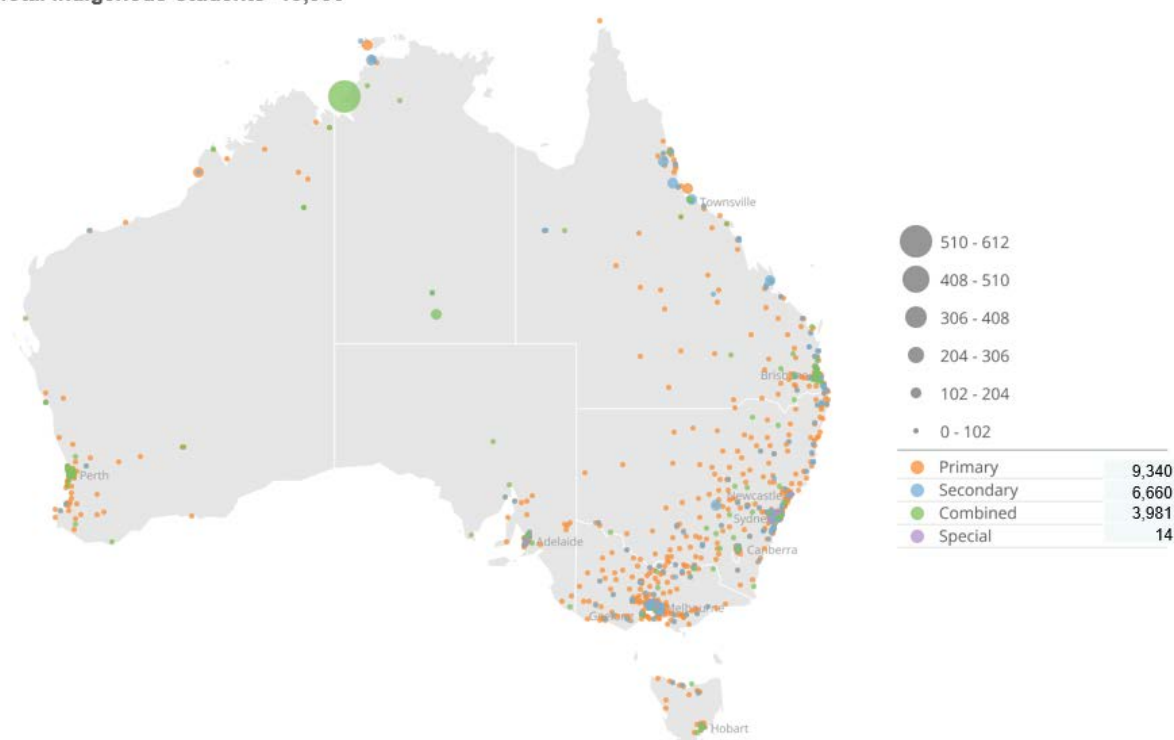 Townsville
510 - 612
408 - 510
306 - 408
204 - 306
Brisbane
102 - 204
0 - 102
Perth
Primary 9,340
Newcastle
Secondary 6,660
Sydney
Combined 3,981
Adelaide
Special 14
Canberra
Melbourne
Geelong
Hobart